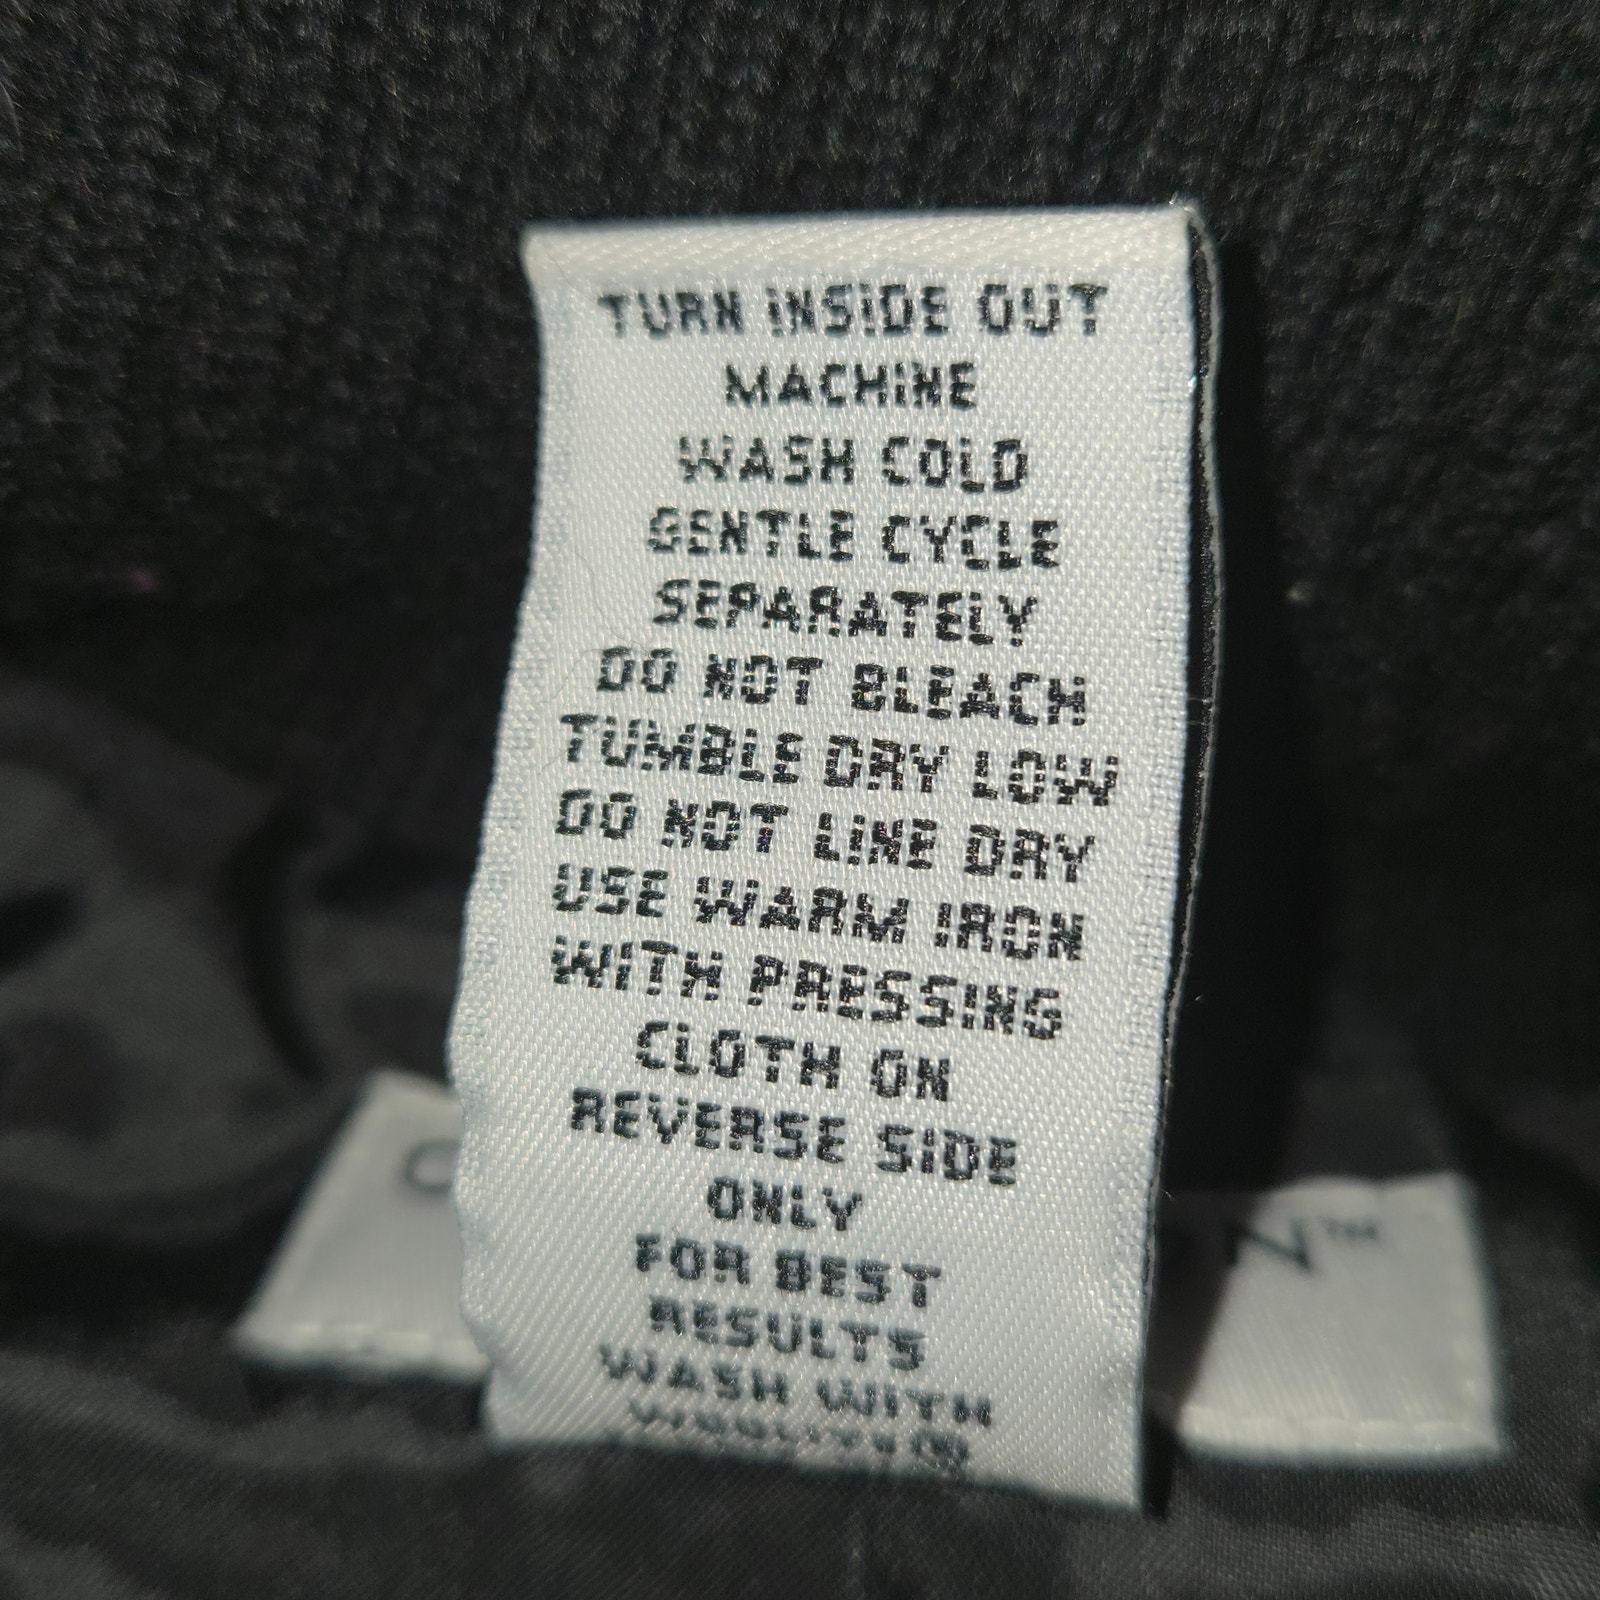 TURN INSIDE OUT
MACHINE
WASH COLD
GENTLE CYCLE
SEPARATELY
DO NOT BLEACH
TUMBLE DRY LOW
DO NOT LINE DRY
USE WARM IRON
WITH PRESSING
CLOTH ON
REVERSE SIDE
ONLY
FOR BEST
RESULTS
WASH WITH
WOOLITE®